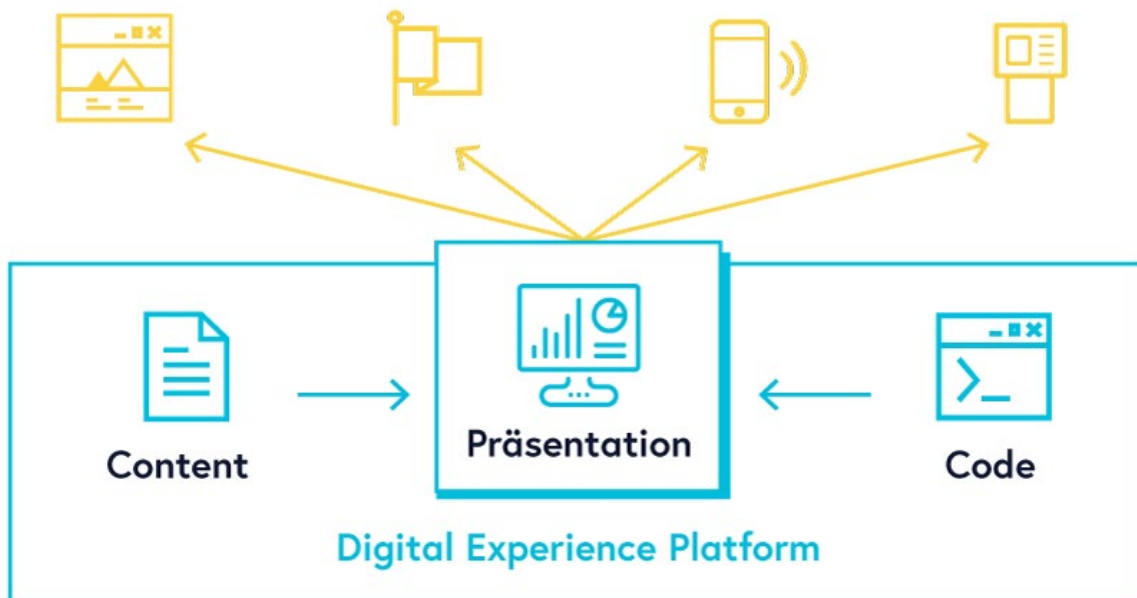 Präsentation
Content
Code
Digital Experience Platform